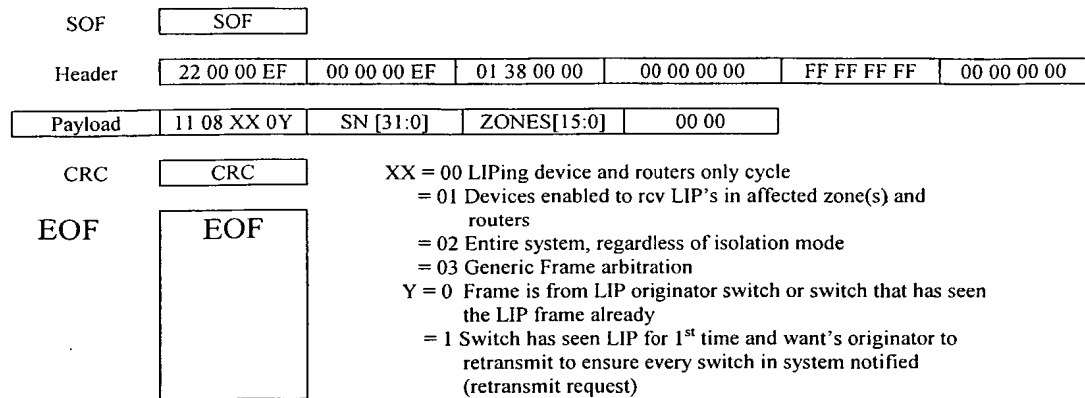 SOF SOF
Header 22 00 00 EF 00 00 00 EF 01 38 00 00 00 00 00 00 FF FF FF FF 00 00 00 00
Payload 11 08 XX 0Y SN [31:0] ZONES[15:0] 00 00
CRC CRC
EOF EOF
XX = 00 LIPing device and routers only cycle
= 01 Devices enabled to rcv LIP's in affected zone(s) and
routers
= 02 Entire system, regardless of isolation mode
= 03 Generic Frame arbitration
Y = 0 Frame is from LIP originator switch or switch that has seen
the LIP frame already
= 1 Switch has seen LIP for 1st time and want's originator to
retransmit to ensure every switch in system notified
(retransmit request)